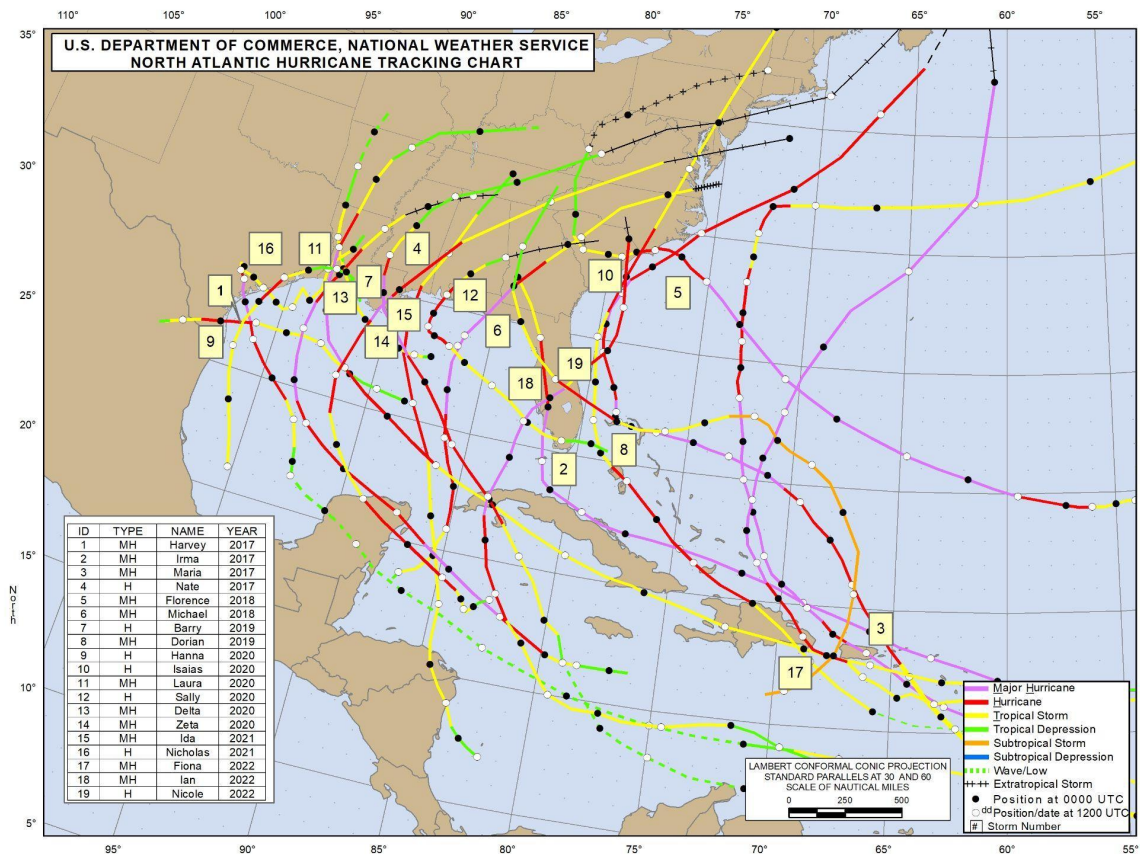 110° 105° 100° 95° 90° 85° 80° 75° 70° 65° 60° 55°
U.S. DEPARTMENT OF COMMERCE, NATIONAL WEATHER SERVICE
NORTH ATLANTIC HURRICANE TRACKING CHART
35°
35°
30°
30°
25°
25°
20°
20°
15°
15°
10°
10°
5°
5°
North
16
11
4
10
1
7
5
13
12
9
15
6
14
19
18
8
2
3
17
ID TYPE NAME YEAR
1 MH Harvey 2017
2 MH Irma 2017
3 MH Maria 2017
4 H Nate 2017
5 MH Florence 2018
6 MH Michael 2018
7 H Barry 2019
8 MH Dorian 2019
9 H Hanna 2020
10 H Isaias 2020
11 MH Laura 2020
12 H Sally 2020
13 MH Delta 2020
14 MH Zeta 2020
15 MH Ida 2021
16 H Nicholas 2021
17 MH Fiona 2022
18 MH Ian 2022
19 H Nicole 2022
LAMBERT CONFORMAL CONIC PROJECTION
STANDARD PARALLELS AT 30 AND 60
SCALE OF NAUTICAL MILES
0 250 500
Major Hurricane
Hurricane
Tropical Storm
Tropical Depression
Subtropical Storm
Subtropical Depression
Wave/Low
Extratropical Storm
Position at 0000 UTC
dd Position/date at 1200 UTC
# Storm Number
95° 90° 85° 80° 75° 70° 65° 60° 55°